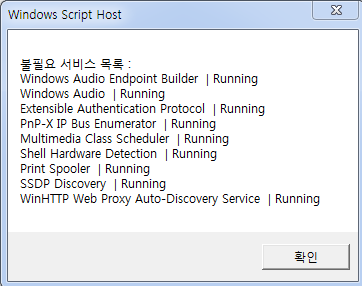 Windows Script Host
불필요 서비스 목록 :
Windows Audio Endpoint Builder | Running
Windows Audio | Running
Extensible Authentication Protocol | Running
PnP-X IP Bus Enumerator | Running
Multimedia Class Scheduler | Running
Shell Hardware Detection | Running
Print Spooler | Running
SSDP Discovery | Running
WinHTTP Web Proxy Auto-Discovery Service | Running
확인